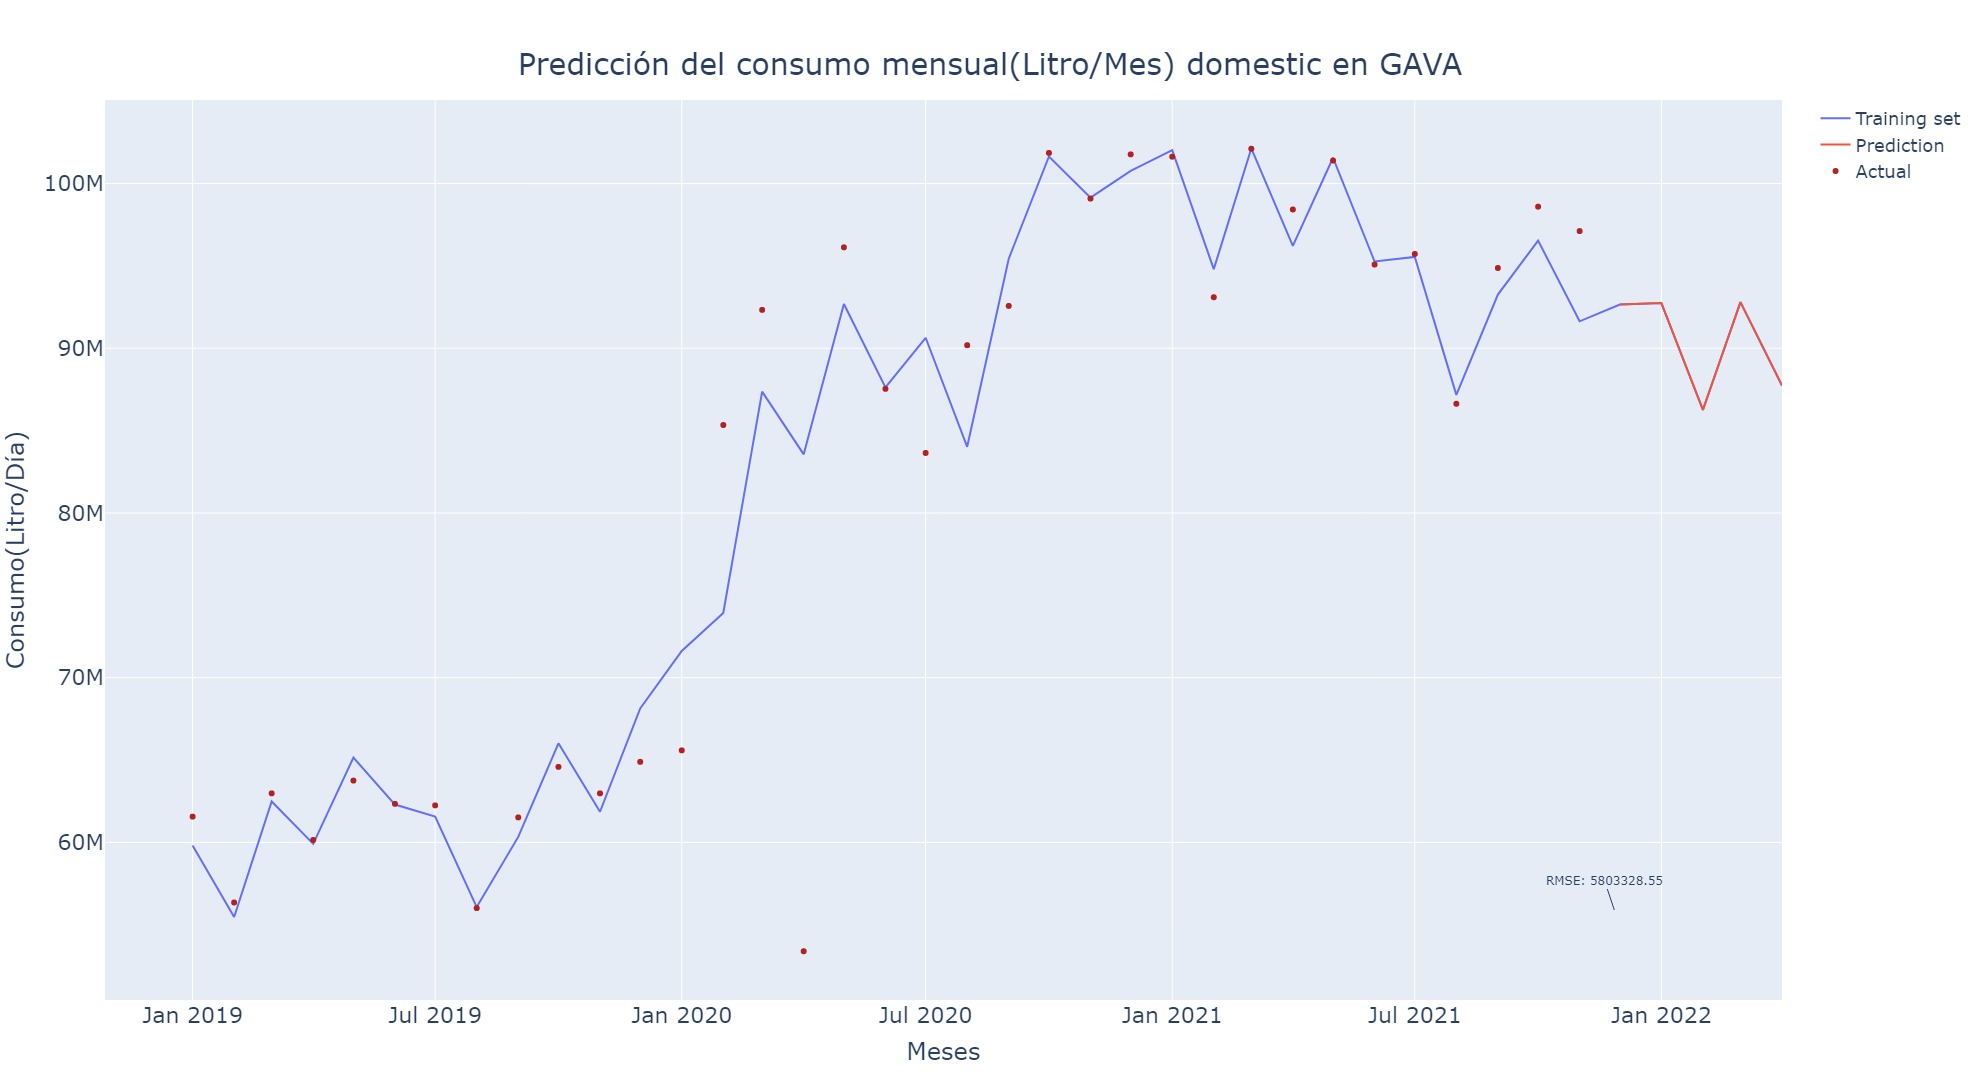 Predicción del consumo mensual(Litro/Mes) domestic en GAVA
Training set
Prediction
Actual
100M
90M
80M
70M
60M
Consumo(Litro/Día)
RMSE: 5803328.55
Jan 2019
Jul 2019
Jan 2020
Jul 2020
Jan 2021
Jul 2021
Jan 2022
Meses